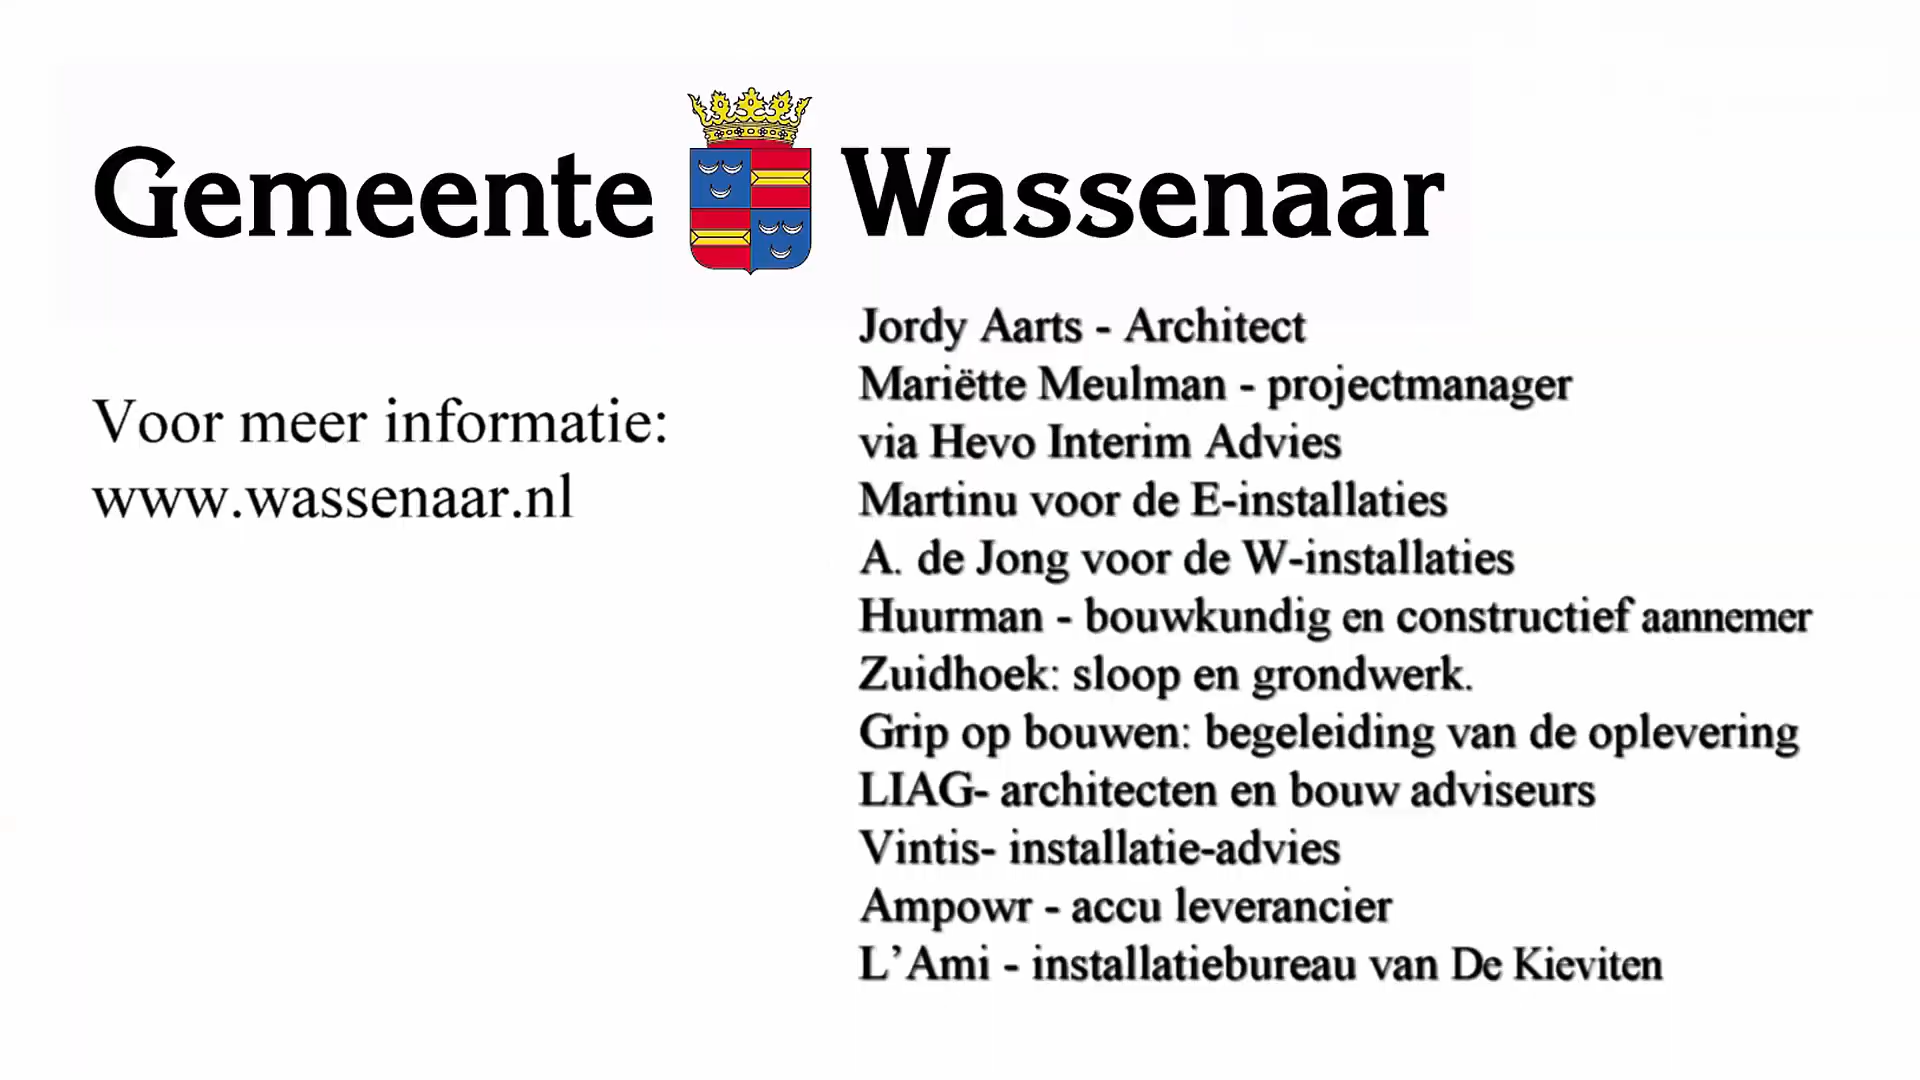 Gemeente Wassenaar
Voor meer informatie:
www.wassenaar.nl
Jordy Aarts - Architect
Mariëtte Meulman - projectmanager
via Hevo Interim Advies
Martinu voor de E-installaties
A. de Jong voor de W-installaties
Huurman - bouwkundig en constructief aannemer
Zuidhoek: sloop en grondwerk.
Grip op bouwen: begeleiding van de oplevering
LIAG- architecten en bouw adviseurs
Vintis- installatie-advies
Ampowr - accu leverancier
L’Ami - installatiebureau van De Kieviten